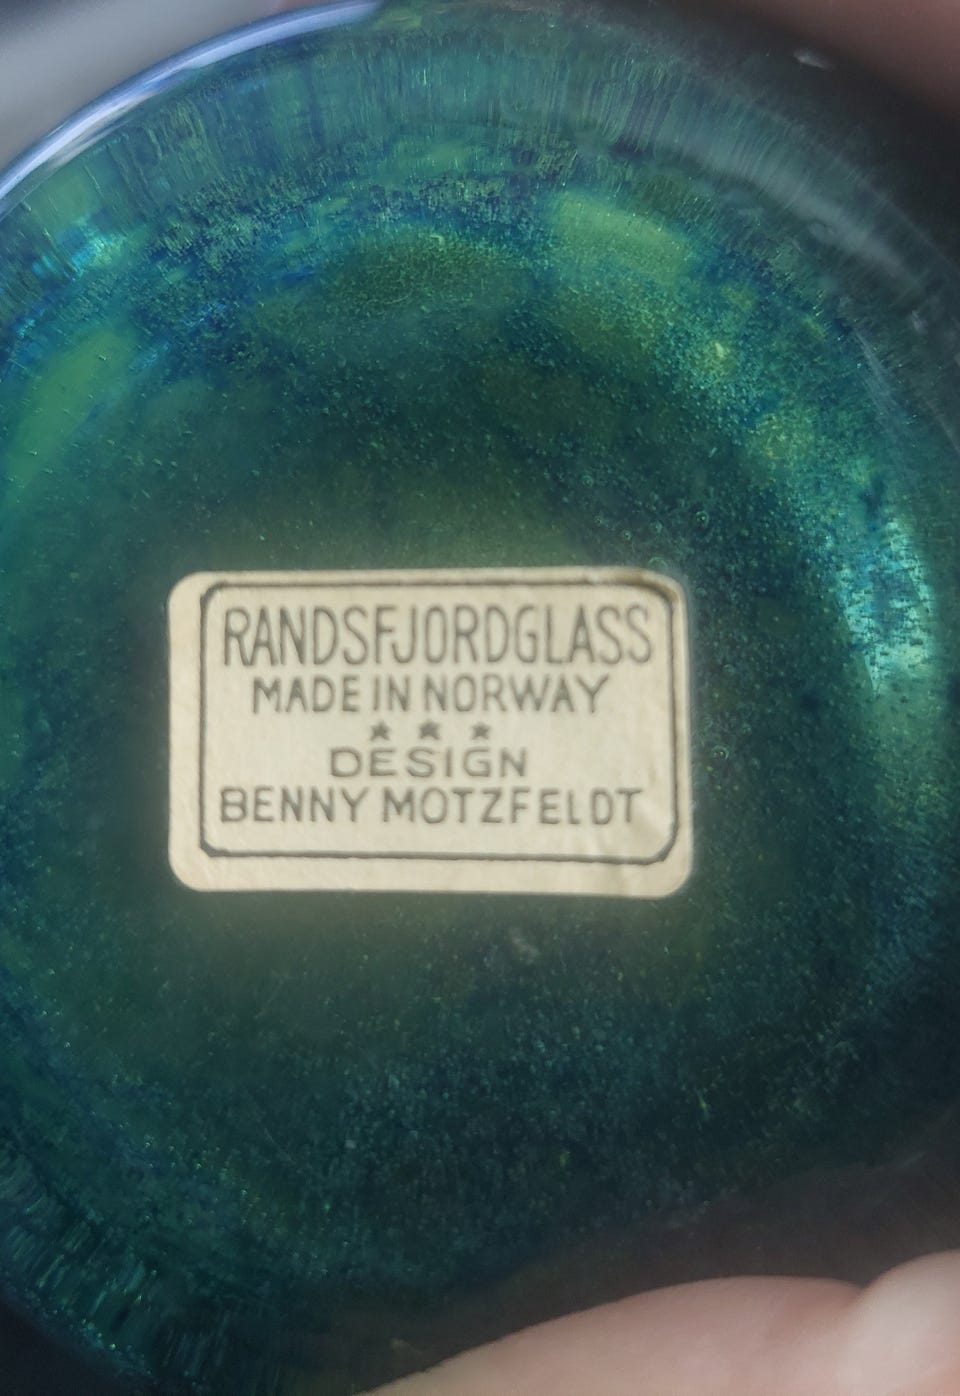 RANDSFJORDGLASS
MADE IN NORWAY
★ ★ ★
DESIGN
BENNY MOTZFELDT